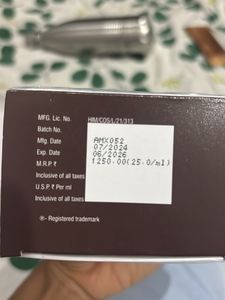 MFG. Lic. No. HIM/COS/L/21/313
Batch No. AMX052
Mfg. Date 07/2024
Exp. Date 06/2026
M.R.P ₹ 1250.00(25.0/ml)
Inclusive of all taxes
U.S.P ₹ Per ml
Inclusive of all taxes
®- Registered trademark